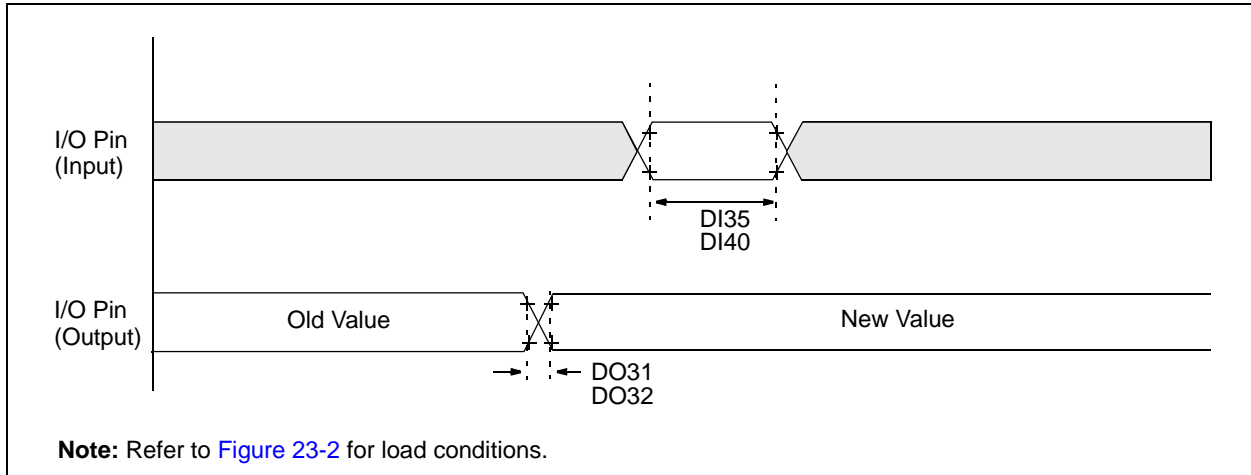 I/O Pin
(Input)
DI35
DI40
I/O Pin
(Output)
Old Value
New Value
DO31
DO32
Note: Refer to Figure 23-2 for load conditions.